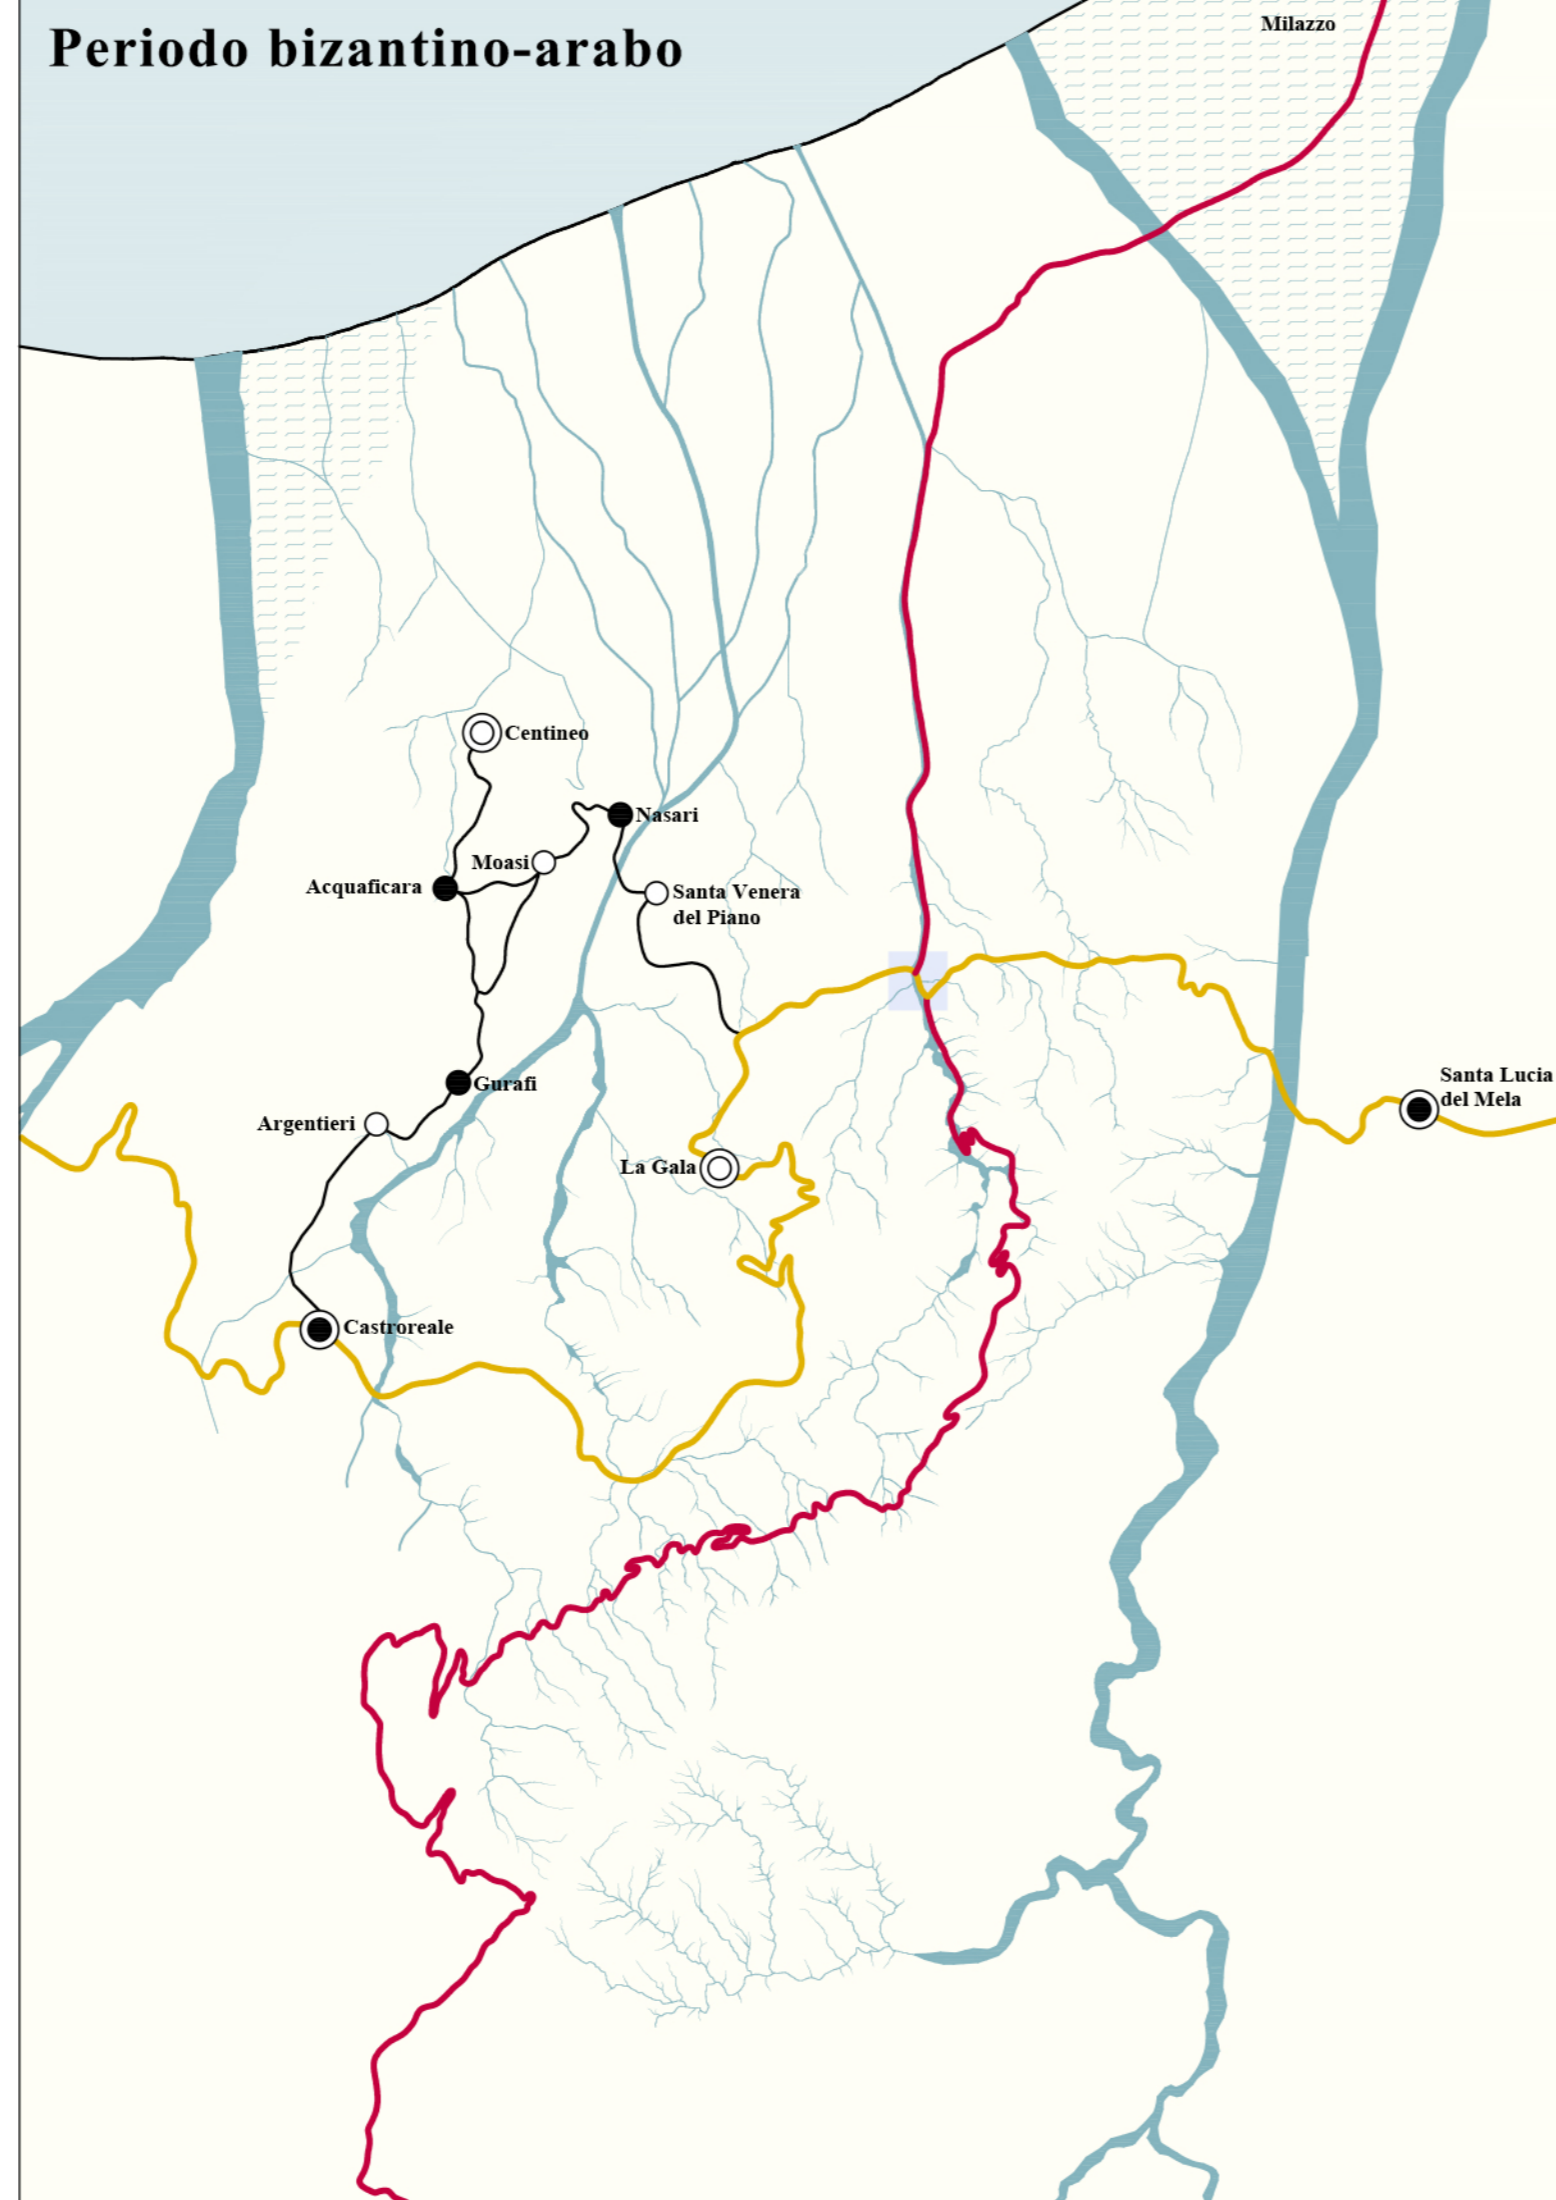 Periodo bizantino-arabo
Milazzo
Centineo
Nasari
Moasi
Acquaficara
Santa Venera
del Piano
Gurafi
Santa Lucia
del Mela
Argentieri
La Gala
Castroreale